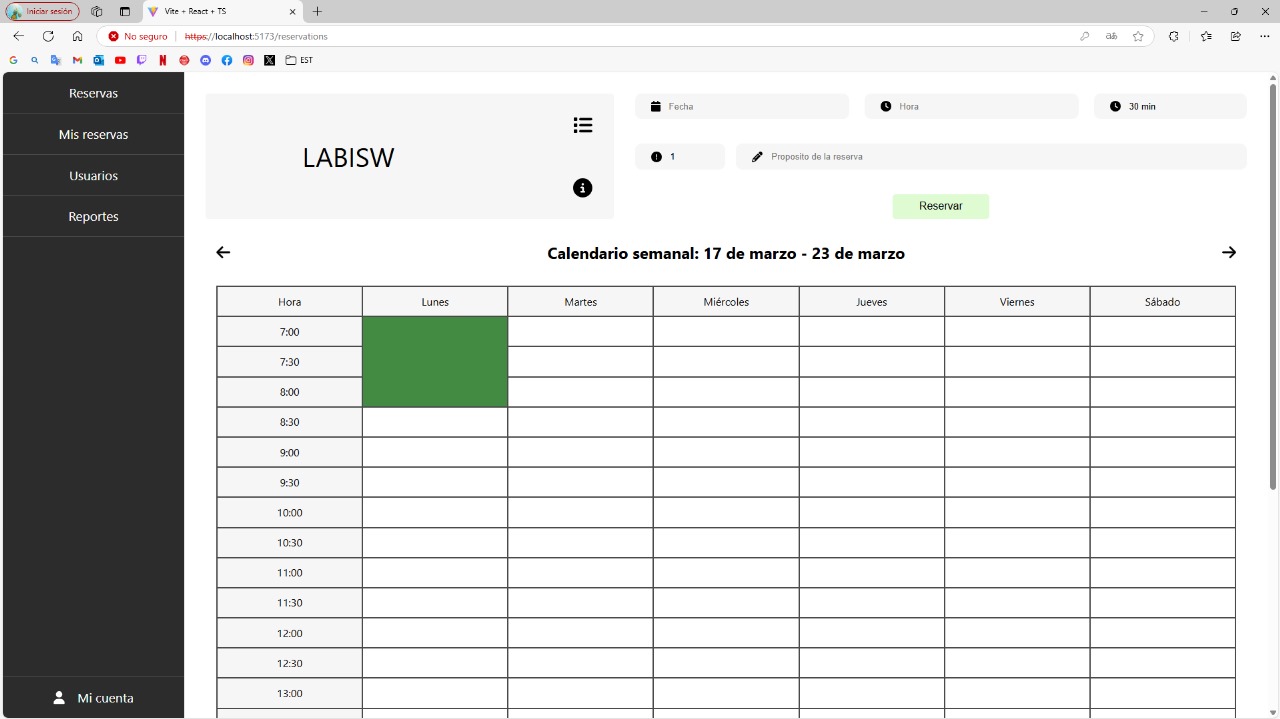 Iniciar sesión
Vite + React + TS
No seguro
https://localhost:5173/reservations
EST
Reservas
Mis reservas
Usuarios
Reportes
Mi cuenta
LABISW
Fecha
Hora
30 min
1
Proposito de la reserva
Reservar
Calendario semanal: 17 de marzo - 23 de marzo
Hora Lunes Martes Miércoles Jueves Viernes Sábado
7:00
7:30
8:00
8:30
9:00
9:30
10:00
10:30
11:00
11:30
12:00
12:30
13:00